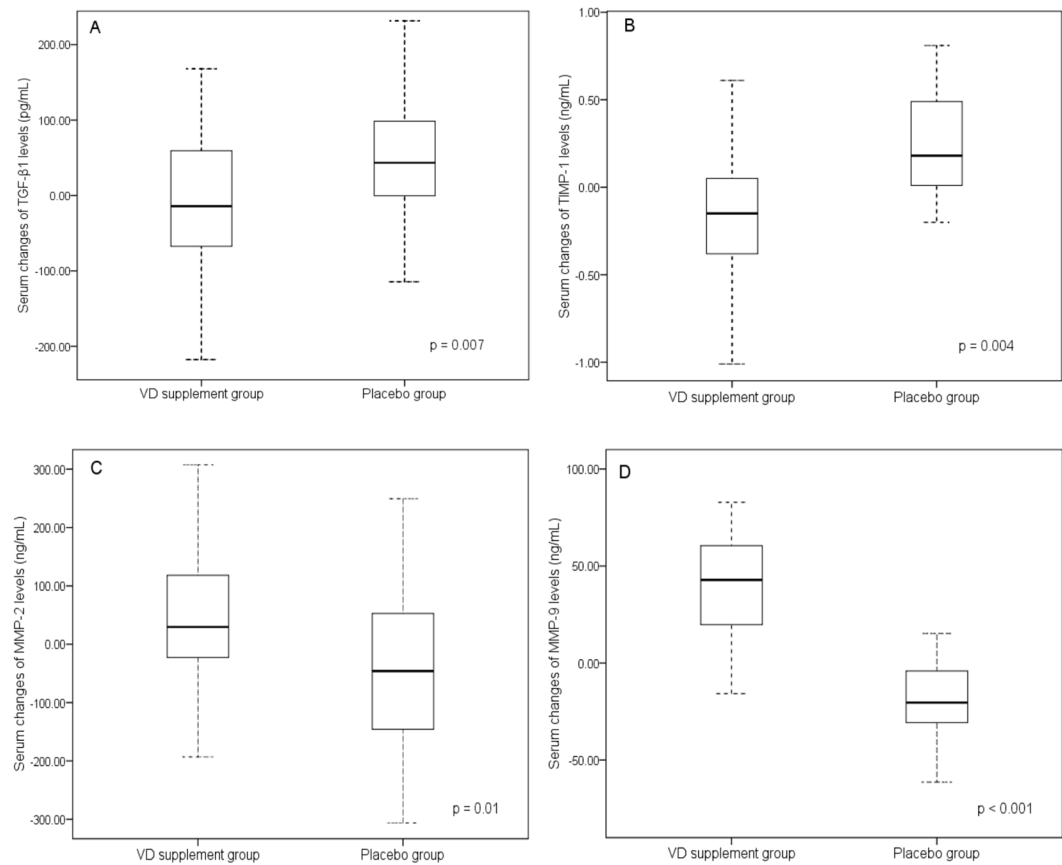 A
Serum changes of TGF-β1 levels (pg/mL)
200.00
100.00
0.00
-100.00
-200.00
p = 0.007
VD supplement group
Placebo group
B
Serum changes of TIMP-1 levels (ng/mL)
1.00
0.50
0.00
-0.50
-1.00
p = 0.004
VD supplement group
Placebo group
C
Serum changes of MMP-2 levels (ng/mL)
300.00
200.00
100.00
0.00
-100.00
-200.00
-300.00
p = 0.01
VD supplement group
Placebo group
D
Serum changes of MMP-9 levels (ng/mL)
100.00
50.00
0.00
-50.00
p < 0.001
VD supplement group
Placebo group